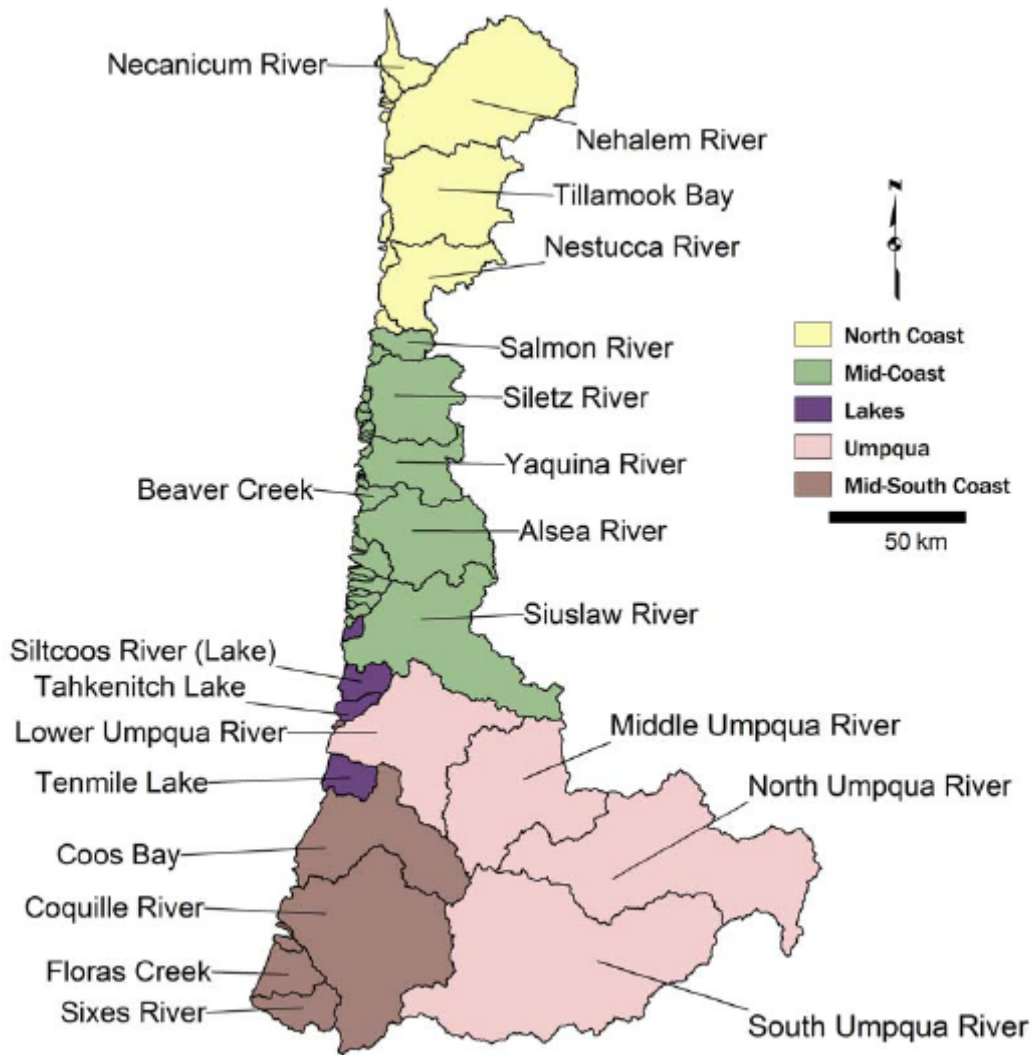 Necanicum River
Nehalem River
Tillamook Bay
Nestucca River
Salmon River
Siletz River
Yaquina River
Beaver Creek
Alsea River
Siuslaw River
Siltcoos River (Lake)
Tahkenitch Lake
Lower Umpqua River
Middle Umpqua River
Tenmile Lake
North Umpqua River
Coos Bay
Coquille River
Floras Creek
Sixes River
South Umpqua River
N
North Coast
Mid-Coast
Lakes
Umpqua
Mid-South Coast
50 km